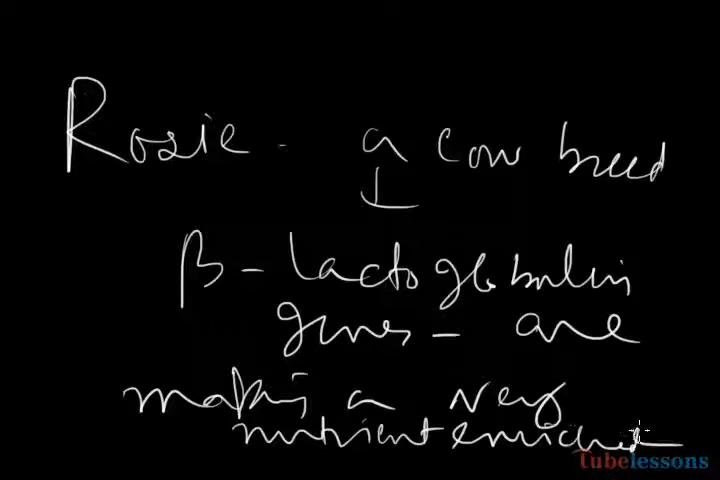 Rosie - a cow breed
β - lactoglobulin
genes - are
making a very
nutrient enriched
Tubelessons